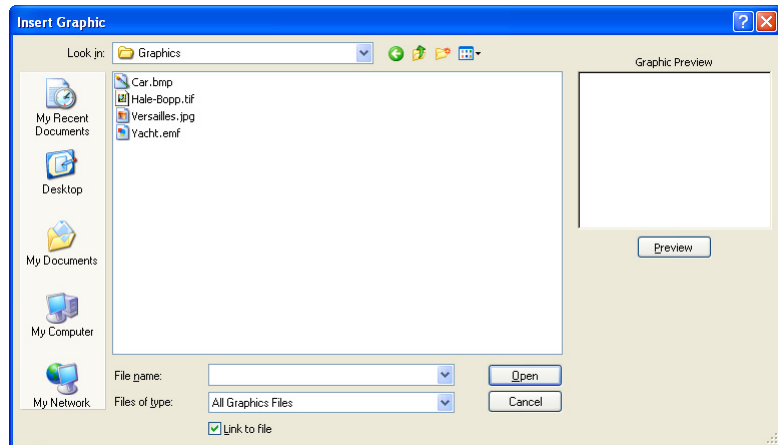 Insert Graphic
Look in:
Graphics
Graphic Preview
My Recent
Documents
Desktop
My Documents
My Computer
My Network
Car.bmp
Hale-Bopp.tif
Versailles.jpg
Yacht.emf
Preview
File name:
Open
Files of type:
All Graphics Files
Cancel
Link to file